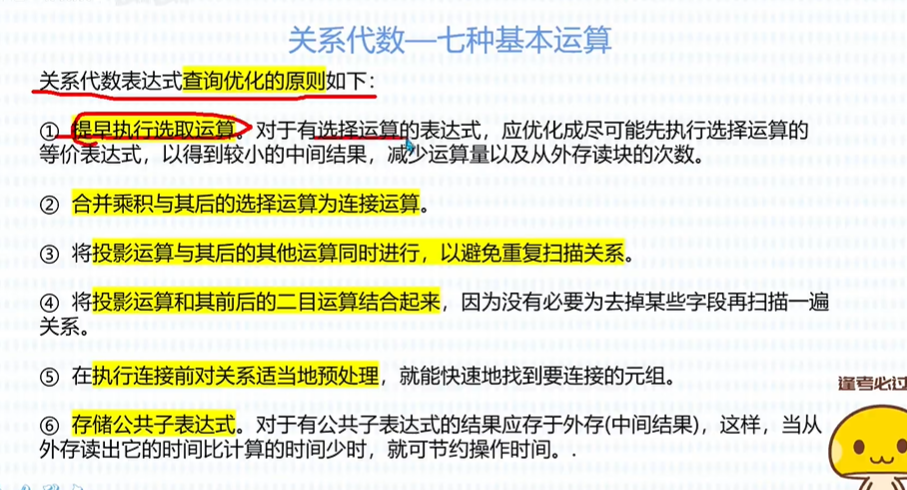 关系代数—七种基本运算
关系代数表达式查询优化的原则如下：
① 提早执行选取运算。对于有选择运算的表达式，应优化成尽可能先执行选择运算的
等价表达式，以得到较小的中间结果，减少运算量以及从外存读块的次数。
② 合并乘积与其后的选择运算为连接运算。
③ 将投影运算与其后的其他运算同时进行，以避免重复扫描关系。
④ 将投影运算和其前后的二目运算结合起来，因为没有必要为去掉某些字段再扫描一遍
关系。
⑤ 在执行连接前对关系适当地预处理，就能快速地找到要连接的元组。
逢考必过
⑥ 存储公共子表达式。对于有公共子表达式的结果应存于外存(中间结果)，这样，当从
外存读出它的时间比计算的时间少时，就可节约操作时间。.